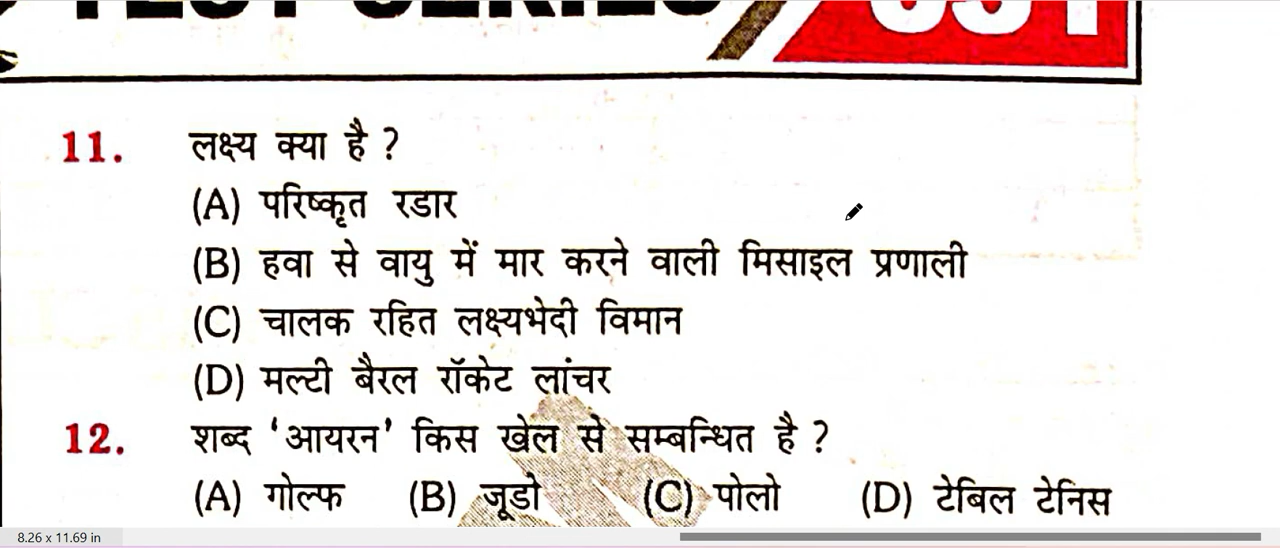 11. लक्ष्य क्या है ?
(A) परिष्कृत रडार
(B) हवा से वायु में मार करने वाली मिसाइल प्रणाली
(C) चालक रहित लक्ष्यभेदी विमान
(D) मल्टी बैरल रॉकेट लांचर
12. शब्द 'आयरन' किस खेल से सम्बन्धित है ?
(A) गोल्फ (B) जूडो (C) पोलो (D) टेबिल टेनिस
8.26 x 11.69 in